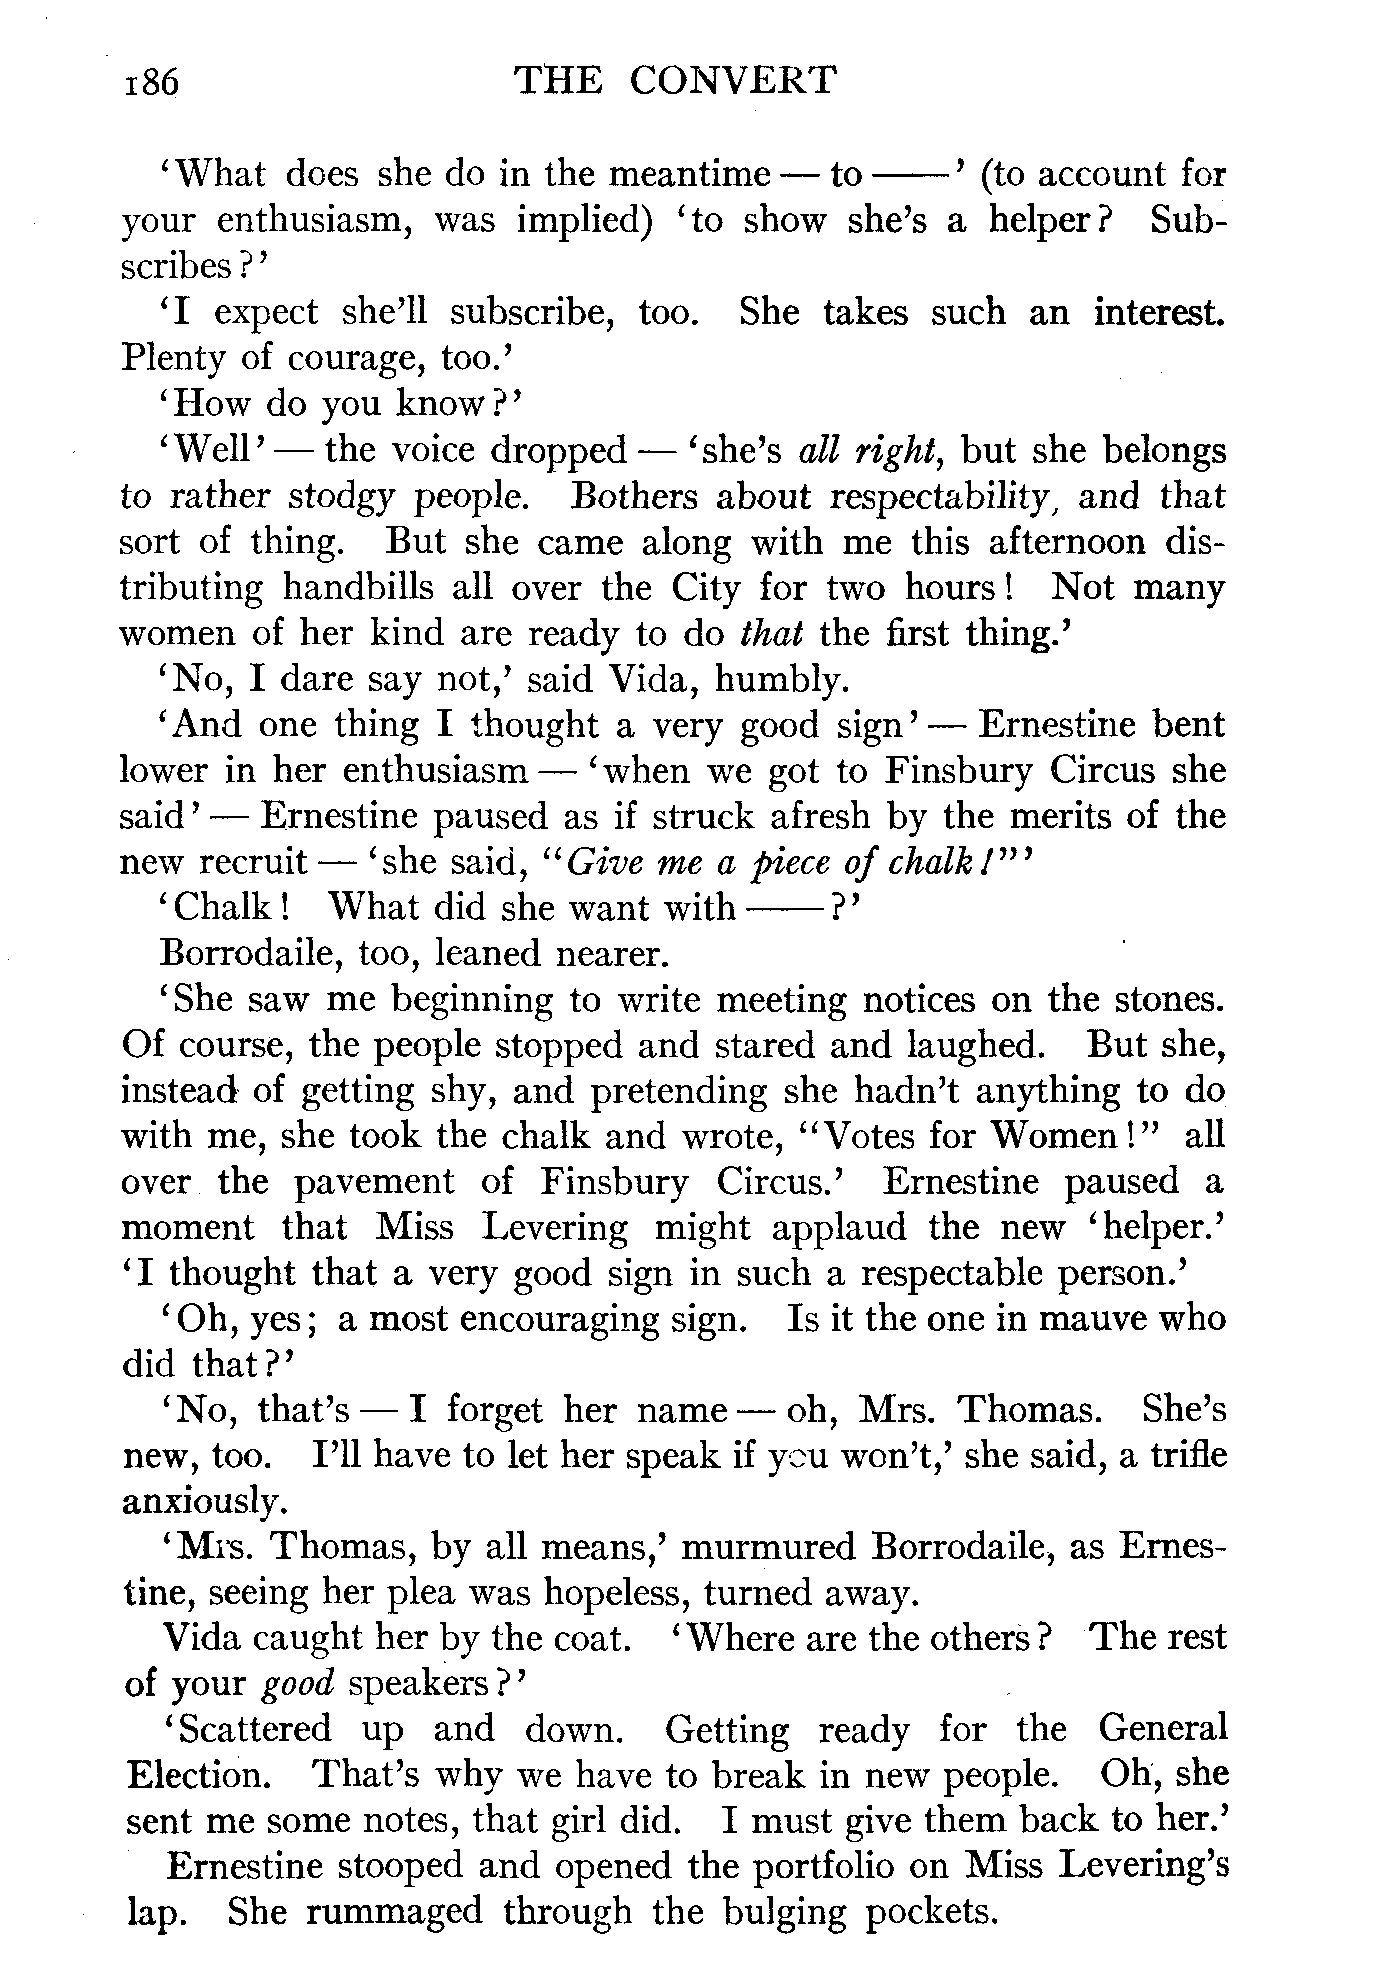 186 THE CONVERT
‘What does she do in the meantime — to ——’ (to account for
your enthusiasm, was implied) ‘to show she’s a helper? Sub-
scribes?’
‘I expect she’ll subscribe, too. She takes such an interest.
Plenty of courage, too.’
‘How do you know?’
‘Well’ — the voice dropped — ‘she’s all right, but she belongs
to rather stodgy people. Bothers about respectability, and that
sort of thing. But she came along with me this afternoon dis-
tributing handbills all over the City for two hours! Not many
women of her kind are ready to do that the first thing.’
‘No, I dare say not,’ said Vida, humbly.
‘And one thing I thought a very good sign’ — Ernestine bent
lower in her enthusiasm — ‘when we got to Finsbury Circus she
said’ — Ernestine paused as if struck afresh by the merits of the
new recruit — ‘she said, “Give me a piece of chalk!”’
‘Chalk! What did she want with ——?’
Borrodaile, too, leaned nearer.
‘She saw me beginning to write meeting notices on the stones.
Of course, the people stopped and stared and laughed. But she,
instead of getting shy, and pretending she hadn’t anything to do
with me, she took the chalk and wrote, “Votes for Women!” all
over the pavement of Finsbury Circus.’ Ernestine paused a
moment that Miss Levering might applaud the new ‘helper.’
‘I thought that a very good sign in such a respectable person.’
‘Oh, yes; a most encouraging sign. Is it the one in mauve who
did that?’
‘No, that’s — I forget her name — oh, Mrs. Thomas. She’s
new, too. I’ll have to let her speak if you won’t,’ she said, a trifle
anxiously.
‘Mrs. Thomas, by all means,’ murmured Borrodaile, as Ernes-
tine, seeing her plea was hopeless, turned away.
Vida caught her by the coat. ‘Where are the others? The rest
of your good speakers?’
‘Scattered up and down. Getting ready for the General
Election. That’s why we have to break in new people. Oh, she
sent me some notes, that girl did. I must give them back to her.’
Ernestine stooped and opened the portfolio on Miss Levering’s
lap. She rummaged through the bulging pockets.